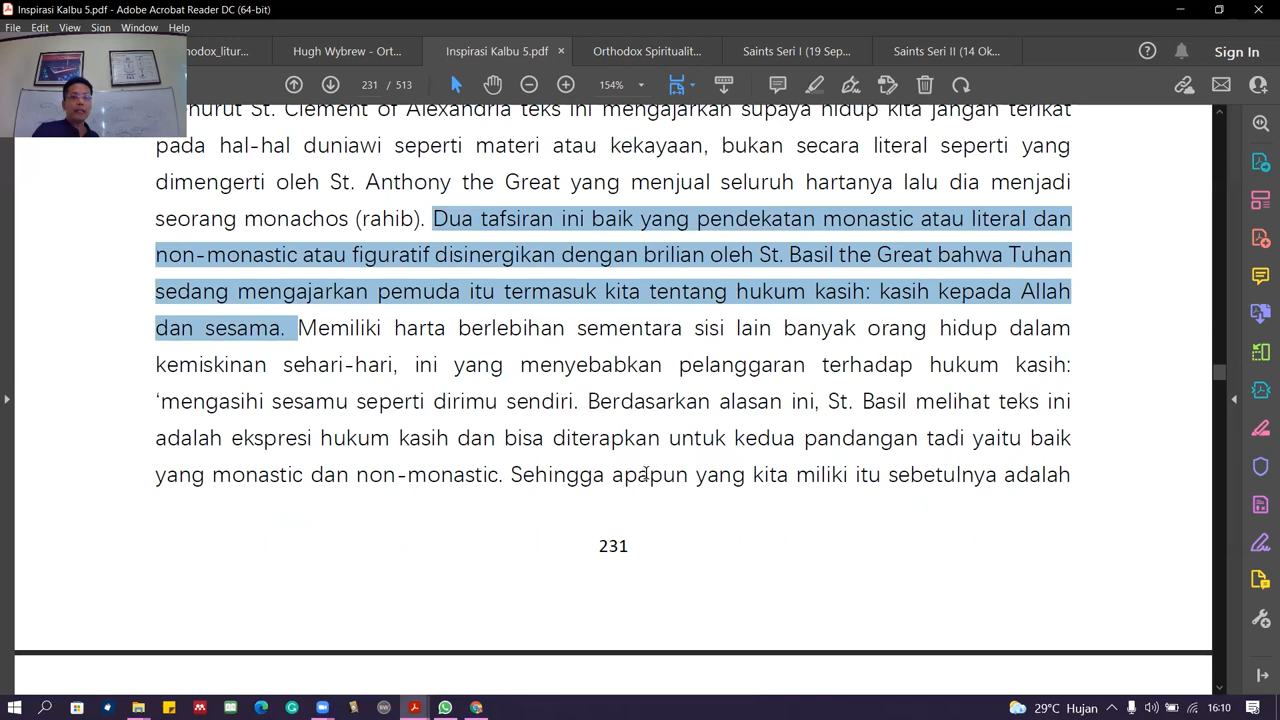 Inspirasi Kalbu 5.pdf - Adobe Acrobat Reader DC (64-bit)
File Edit View Sign Window Help
odox_litur... Hugh Wybrew - Ort... Inspirasi Kalbu 5.pdf × Orthodox Spiritualit... Saints Seri I (19 Sep... Saints Seri II (14 Ok... Sign In
231 / 513 154%
enurut St. Clement of Alexandria teks ini mengajarkan supaya hidup kita jangan terikat
pada hal-hal duniawi seperti materi atau kekayaan, bukan secara literal seperti yang
dimengerti oleh St. Anthony the Great yang menjual seluruh hartanya lalu dia menjadi
seorang monachos (rahib). Dua tafsiran ini baik yang pendekatan monastic atau literal dan
non-monastic atau figuratif disinergikan dengan brilian oleh St. Basil the Great bahwa Tuhan
sedang mengajarkan pemuda itu termasuk kita tentang hukum kasih: kasih kepada Allah
dan sesama. Memiliki harta berlebihan sementara sisi lain banyak orang hidup dalam
kemiskinan sehari-hari, ini yang menyebabkan pelanggaran terhadap hukum kasih:
‘mengasihi sesamu seperti dirimu sendiri. Berdasarkan alasan ini, St. Basil melihat teks ini
adalah ekspresi hukum kasih dan bisa diterapkan untuk kedua pandangan tadi yaitu baik
yang monastic dan non-monastic. Sehingga apapun yang kita miliki itu sebetulnya adalah
231
29°C Hujan 16:10